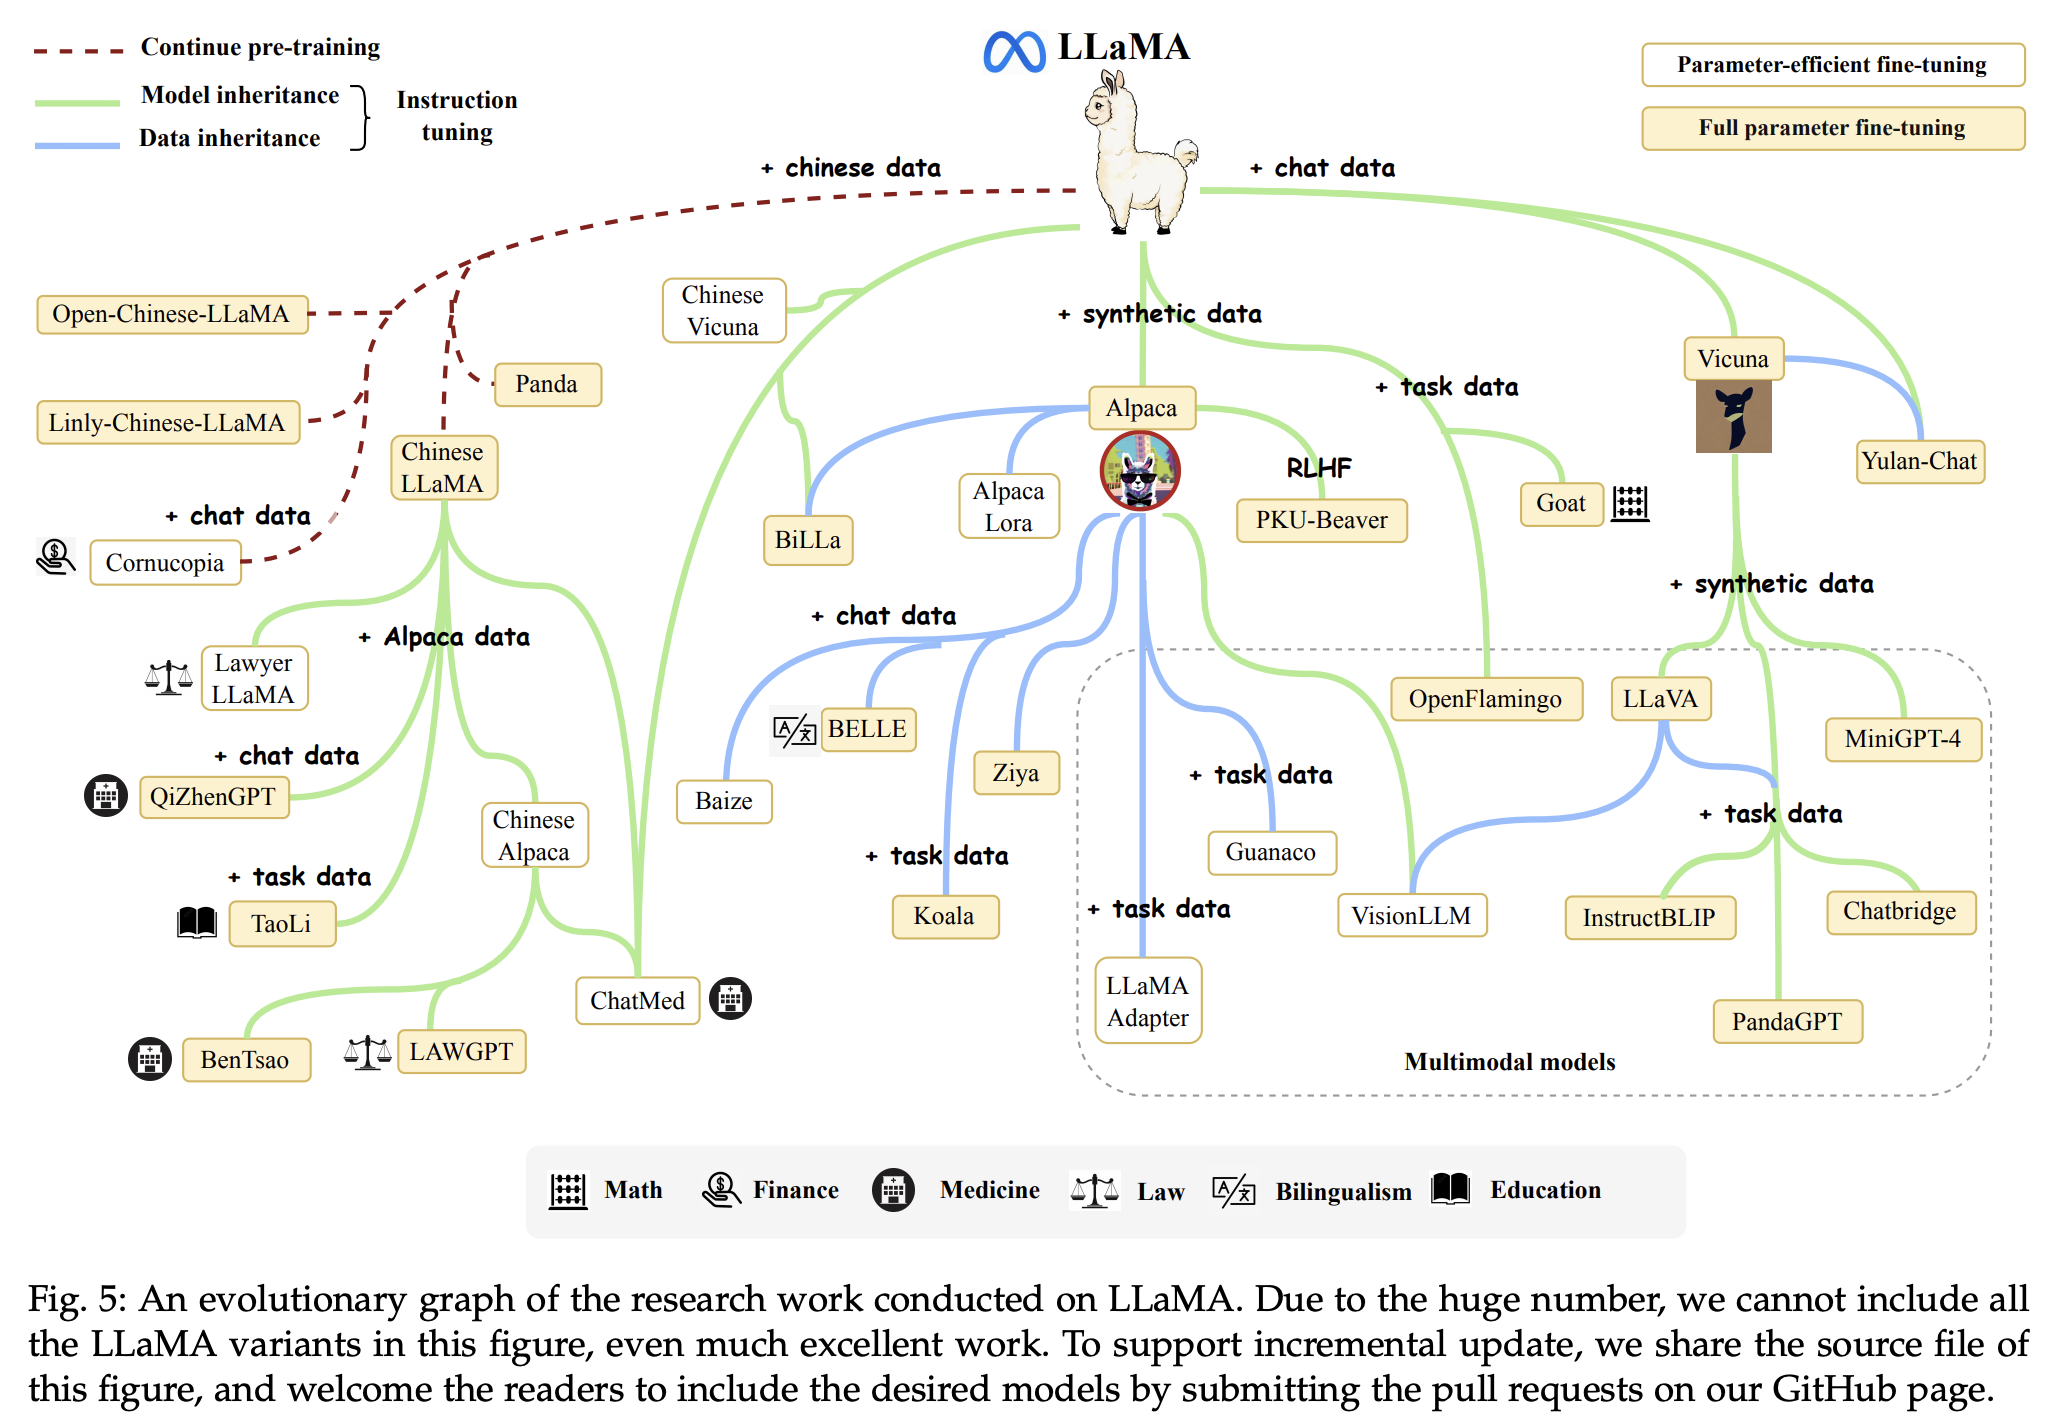 Continue pre-training
Model inheritance
Data inheritance
Instruction
tuning
LLaMA
Parameter-efficient fine-tuning
Full parameter fine-tuning
+ chinese data
+ chat data
Open-Chinese-LLaMA
Linly-Chinese-LLaMA
Panda
Chinese
LLaMA
+ chat data
Cornucopia
Lawyer
LLaMA
+ Alpaca data
+ chat data
QiZhenGPT
Chinese
Alpaca
+ task data
TaoLi
BenTsao
LAWGPT
ChatMed
Chinese
Vicuna
+ synthetic data
Alpaca
BiLLa
Alpaca
Lora
RLHF
PKU-Beaver
+ task data
Goat
Vicuna
Yulan-Chat
+ chat data
BELLE
Baize
Ziya
+ task data
Koala
+ synthetic data
OpenFlamingo
LLaVA
MiniGPT-4
+ task data
Guanaco
+ task data
LLaMA
Adapter
VisionLLM
+ task data
InstructBLIP
Chatbridge
PandaGPT
Multimodal models
Math
Finance
Medicine
Law
Bilingualism
Education
Fig. 5: An evolutionary graph of the research work conducted on LLaMA. Due to the huge number, we cannot include all
the LLaMA variants in this figure, even much excellent work. To support incremental update, we share the source file of
this figure, and welcome the readers to include the desired models by submitting the pull requests on our GitHub page.